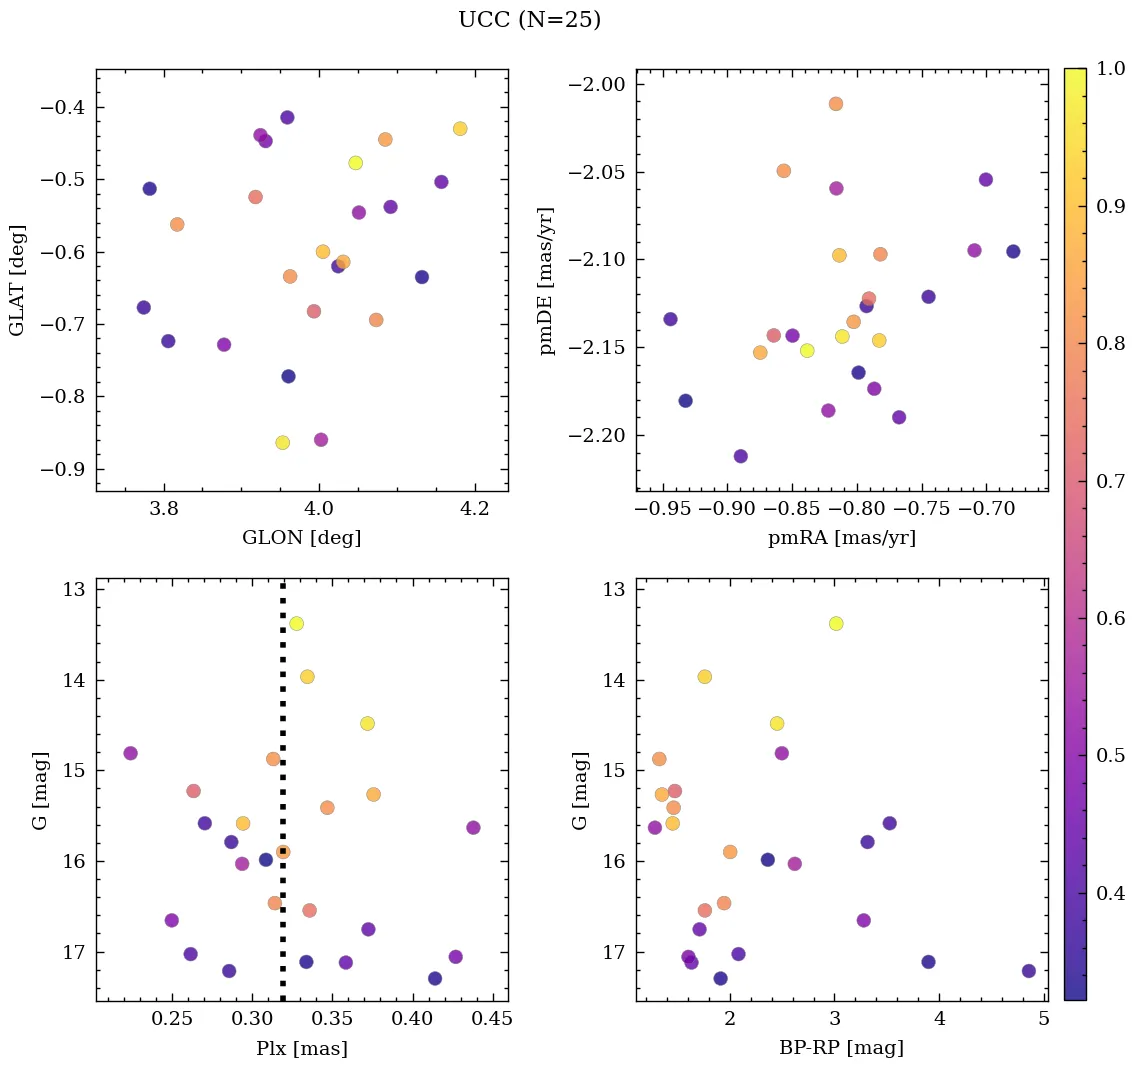 UCC (N=25)
−0.4
−0.5
−0.6
−0.7
−0.8
−0.9
GLAT [deg]
3.8 4.0 4.2
GLON [deg]
−2.00
−2.05
−2.10
−2.15
−2.20
pmDE [mas/yr]
−0.95 −0.90 −0.85 −0.80 −0.75 −0.70
pmRA [mas/yr]
13
14
15
16
17
G [mag]
0.25 0.30 0.35 0.40 0.45
Plx [mas]
13
14
15
16
17
G [mag]
2 3 4 5
BP-RP [mag]
1.0
0.9
0.8
0.7
0.6
0.5
0.4